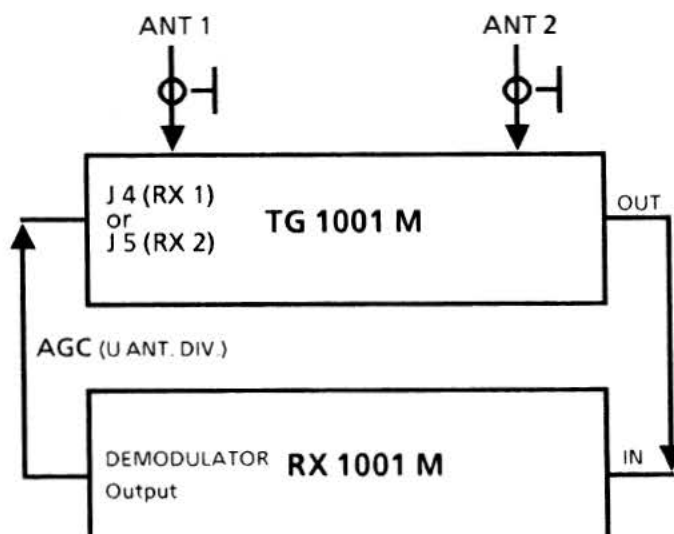 ANT 1
ANT 2
J 4 (RX 1)
or
J 5 (RX 2)
TG 1001 M
OUT
AGC (U ANT. DIV.)
DEMODULATOR
Output
RX 1001 M
IN